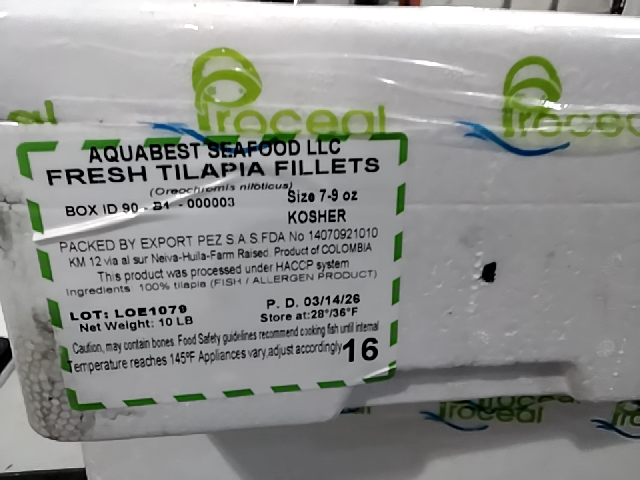 Proceal
Proceal
al
AQUABEST SEAFOOD LLC
FRESH TILAPIA FILLETS
(Oreochromis niloticus)
BOX ID 90 - B4 - 000003
Size 7-9 oz
KOSHER
PACKED BY EXPORT PEZ S.A.S FDA No 14070921010
KM 12 via al sur Neiva-Huila-Farm Raised. Product of COLOMBIA
This product was processed under HACCP system
Ingredients: 100% tilapia (FISH / ALLERGEN PRODUCT)
LOT: LOE1079
P. D. 03/14/26
Net Weight: 10 LB
Store at:28°/36°F
Caution, may contain bones. Food Safety guidelines recommend cooking fish until internal
Temperature reaches 145°F Appliances vary,adjust accordingly
16
Proceal